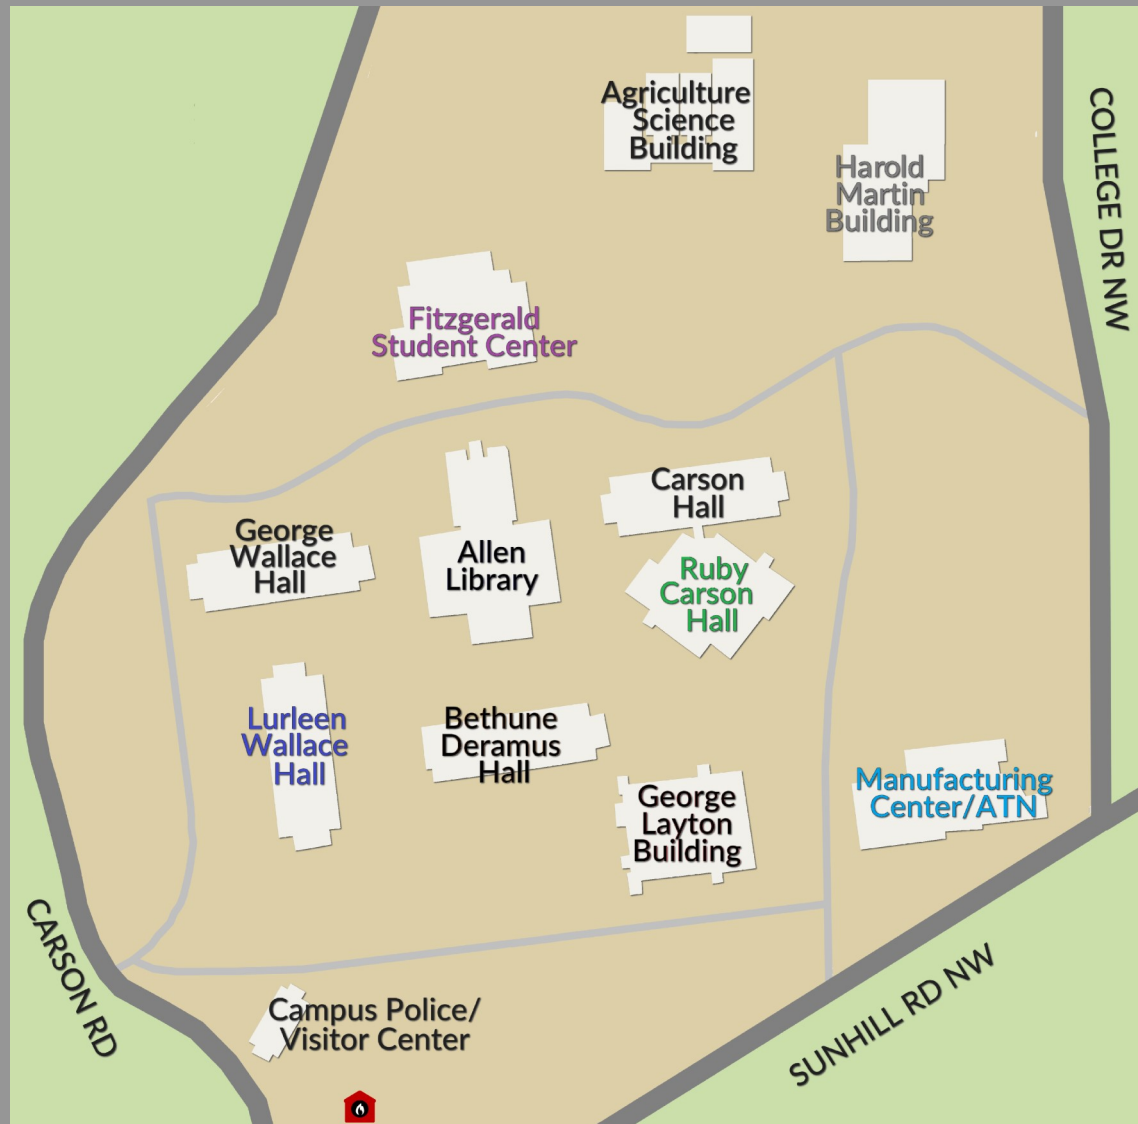 Agriculture
Science
Building
Harold
Martin
Building
COLLEGE DR NW
Fitzgerald
Student Center
Carson
Hall
George
Wallace
Hall
Allen
Library
Ruby
Carson
Hall
Lurleen
Wallace
Hall
Bethune
Deramus
Hall
George
Layton
Building
Manufacturing
Center/ATN
CARSON RD
SUNHILL RD NW
Campus Police/
Visitor Center